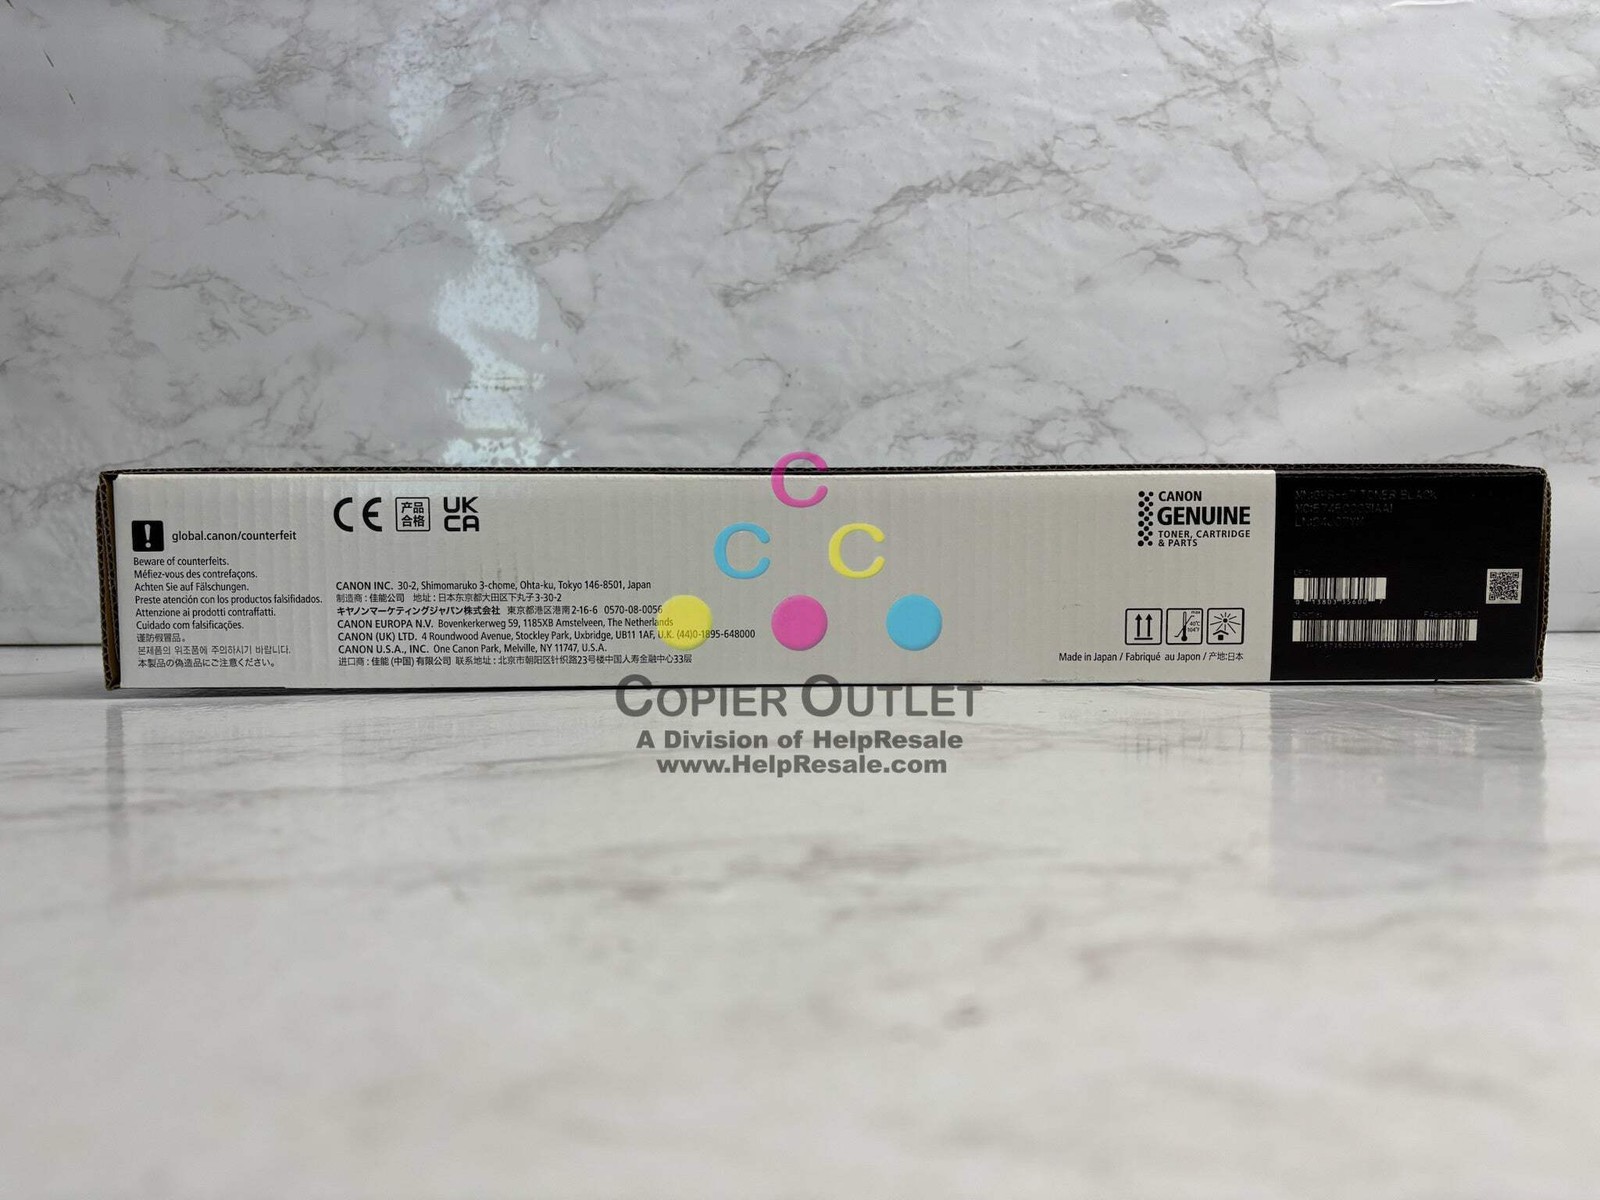 global.canon/counterfeit
Beware of counterfeits.
Méfiez-vous des contrefaçons.
Achten Sie auf Fälschungen.
Preste atención con los productos falsificados.
Attenzione ai prodotti contraffatti.
Cuidado com falsificações.
谨防假冒品。
본제품의 위조품에 주의하시기 바랍니다.
本製品の偽造品にご注意ください。
CE
产品
合格
UK
CA
CANON INC. 30-2, Shimomaruko 3-chome, Ohta-ku, Tokyo 146-8501, Japan
制造商:佳能公司 地址:日本东京都大田区下丸子3-30-2
キヤノンマーケティングジャパン株式会社 東京都港区港南2-16-6 0570-08-0056
CANON EUROPA N.V. Bovenkerkerweg 59, 1185XB Amstelveen, The Netherlands
CANON (UK) LTD. 4 Roundwood Avenue, Stockley Park, Uxbridge, UB11 1AF, U.K. (44)0-1895-648000
CANON U.S.A., INC. One Canon Park, Melville, NY 11747, U.S.A.
进口商:佳能(中国)有限公司 联系地址:北京市朝阳区针织路23号楼中国人寿金融中心33层
C
C C
CANON
GENUINE
TONER, CARTRIDGE
& PARTS
Made in Japan / Fabriqué au Japon / 产地:日本
TONER BLACK
COPIER OUTLET
A Division of HelpResale
www.HelpResale.com